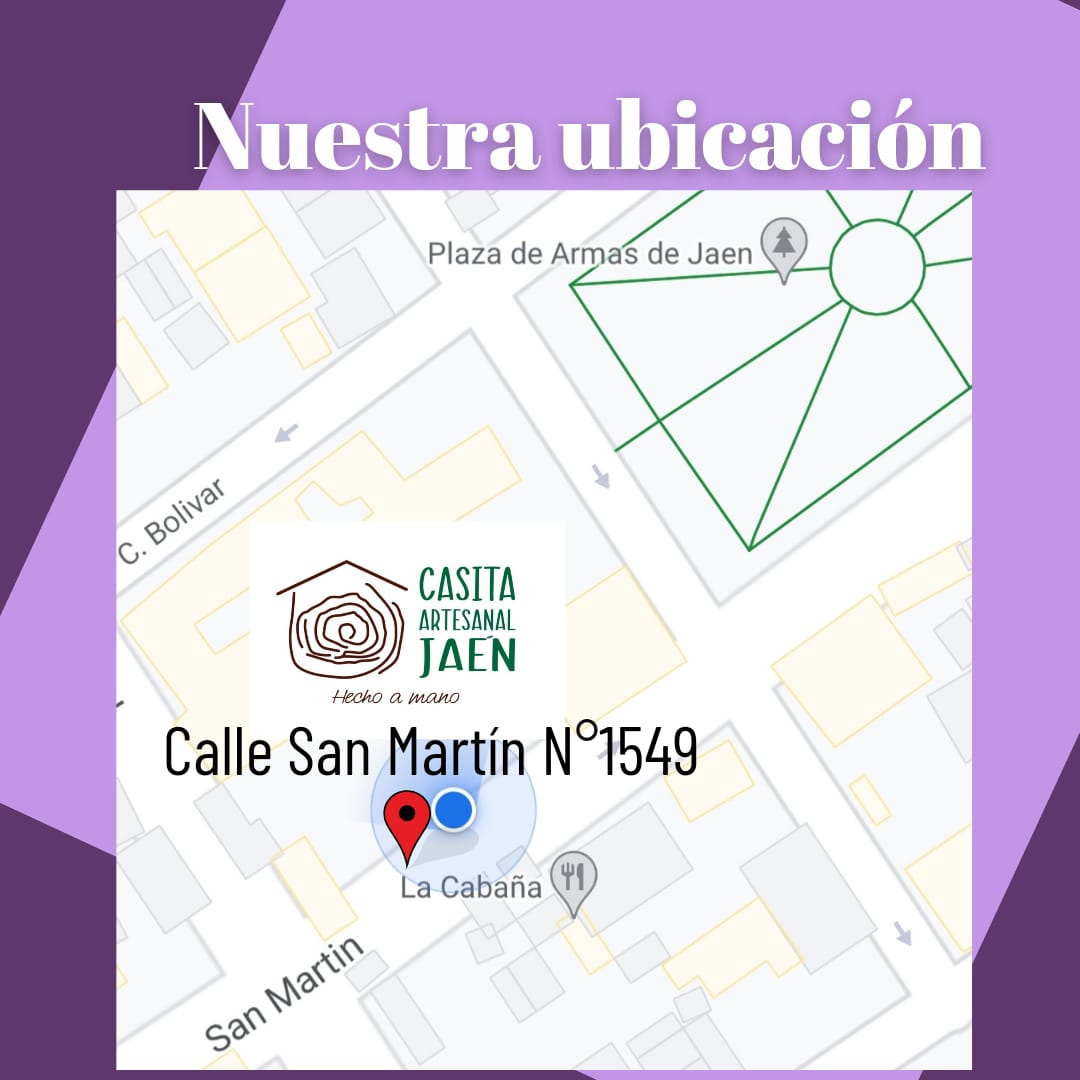 Nuestra ubicación
Plaza de Armas de Jaen
C. Bolivar
CASITA
ARTESANAL
JAÉN
Hecho a mano
Calle San Martín N°1549
La Cabaña
San Martin